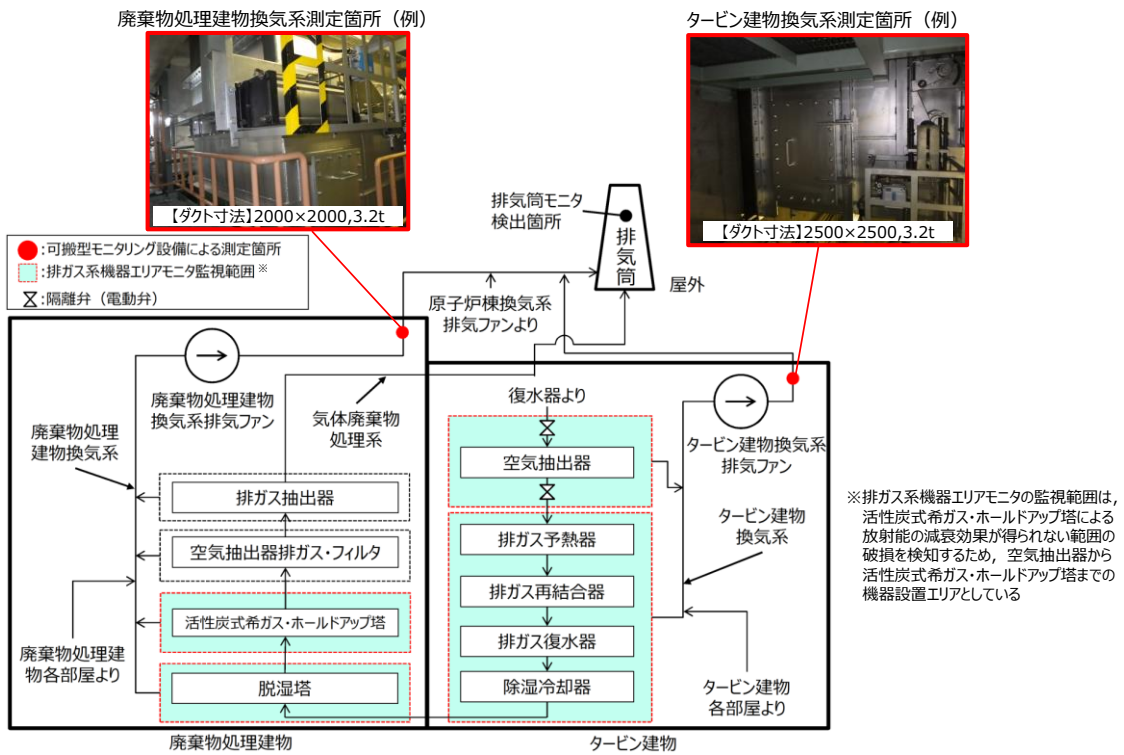 廃棄物処理建物換気系測定箇所（例）
タービン建物換気系測定箇所（例）
【ダクト寸法】2000×2000,3.2t
【ダクト寸法】2500×2500,3.2t
●:可搬型モニタリング設備による測定箇所
:排ガス系機器エリアモニタ監視範囲※
:隔離弁（電動弁）
排気筒モニタ
検出箇所
排気筒
屋外
原子炉棟換気系
排気ファンより
廃棄物処理建物
換気系排気ファン
気体廃棄物
処理系
廃棄物処理
建物換気系
排ガス抽出器
空気抽出器排ガス・フィルタ
活性炭式希ガス・ホールドアップ塔
脱湿塔
廃棄物処理建
物各部屋より
廃棄物処理建物
復水器より
空気抽出器
排ガス予熱器
排ガス再結合器
排ガス復水器
除湿冷却器
タービン建物換気系
排気ファン
タービン建物
換気系
タービン建物
各部屋より
タービン建物
※排ガス系機器エリアモニタの監視範囲は，
活性炭式希ガス・ホールドアップ塔による
放射能の減衰効果が得られない範囲の
破損を検知するため，空気抽出器から
活性炭式希ガス・ホールドアップ塔までの
機器設置エリアとしている